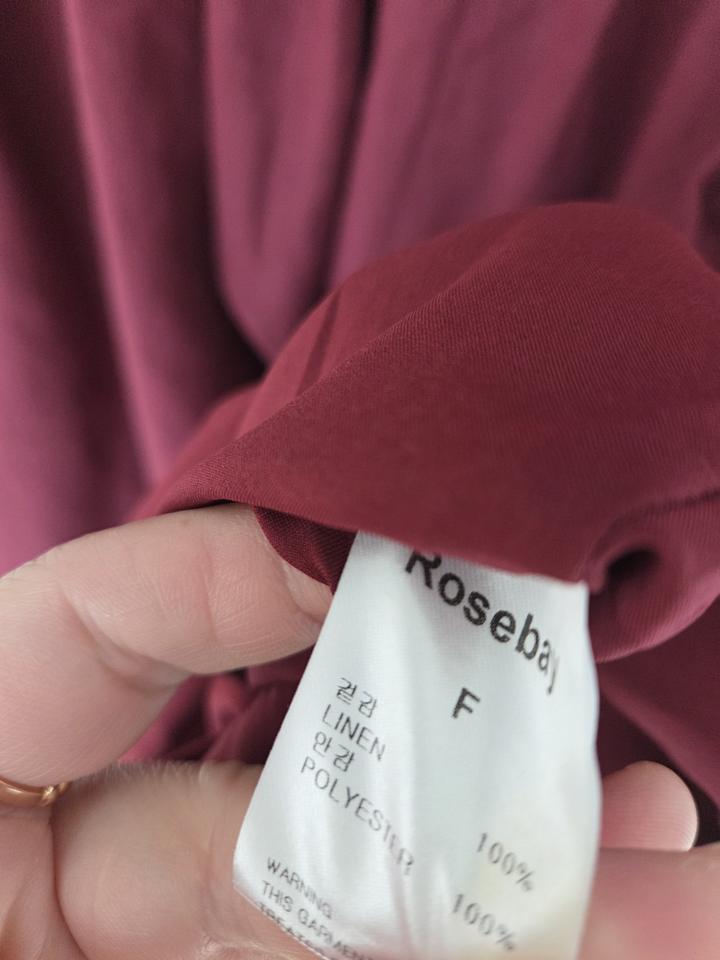 Rosebay
F
겉감
LINEN 100%
안감
POLYESTER 100%
WARNING
THIS GARMENT